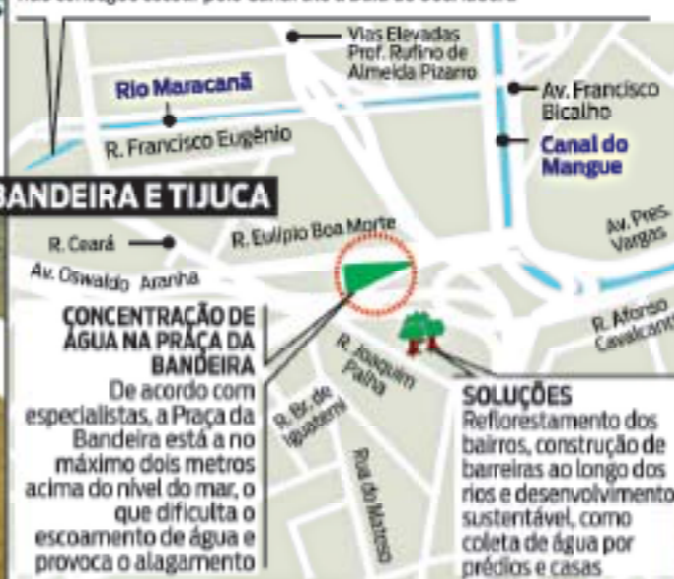 Vias Elevadas
Prof. Rufino de
Almeida Pizarro
Rio Maracanã
Av. Francisco
Bicalho
R. Francisco Eugênio
Canal do
Mangue
BANDEIRA E TIJUCA
R. Ceará
R. Eulípio Boa Morte
Av. Pres.
Vargas
Av. Oswaldo Aranha
R. Afonso
Cavalcant
CONCENTRAÇÃO DE
ÁGUA NA PRAÇA DA
BANDEIRA
De acordo com
especialistas, a Praça da
Bandeira está a no
máximo dois metros
acima do nível do mar, o
que dificulta o
escoamento de água e
provoca o alagamento
R. Joaquim
Palha
R. Br. de
Iguatemi
Rua do Matoso
SOLUÇÕES
Reflorestamento dos
bairros, construção de
barreiras ao longo dos
rios e desenvolvimento
sustentável, como
coleta de água por
prédios e casas